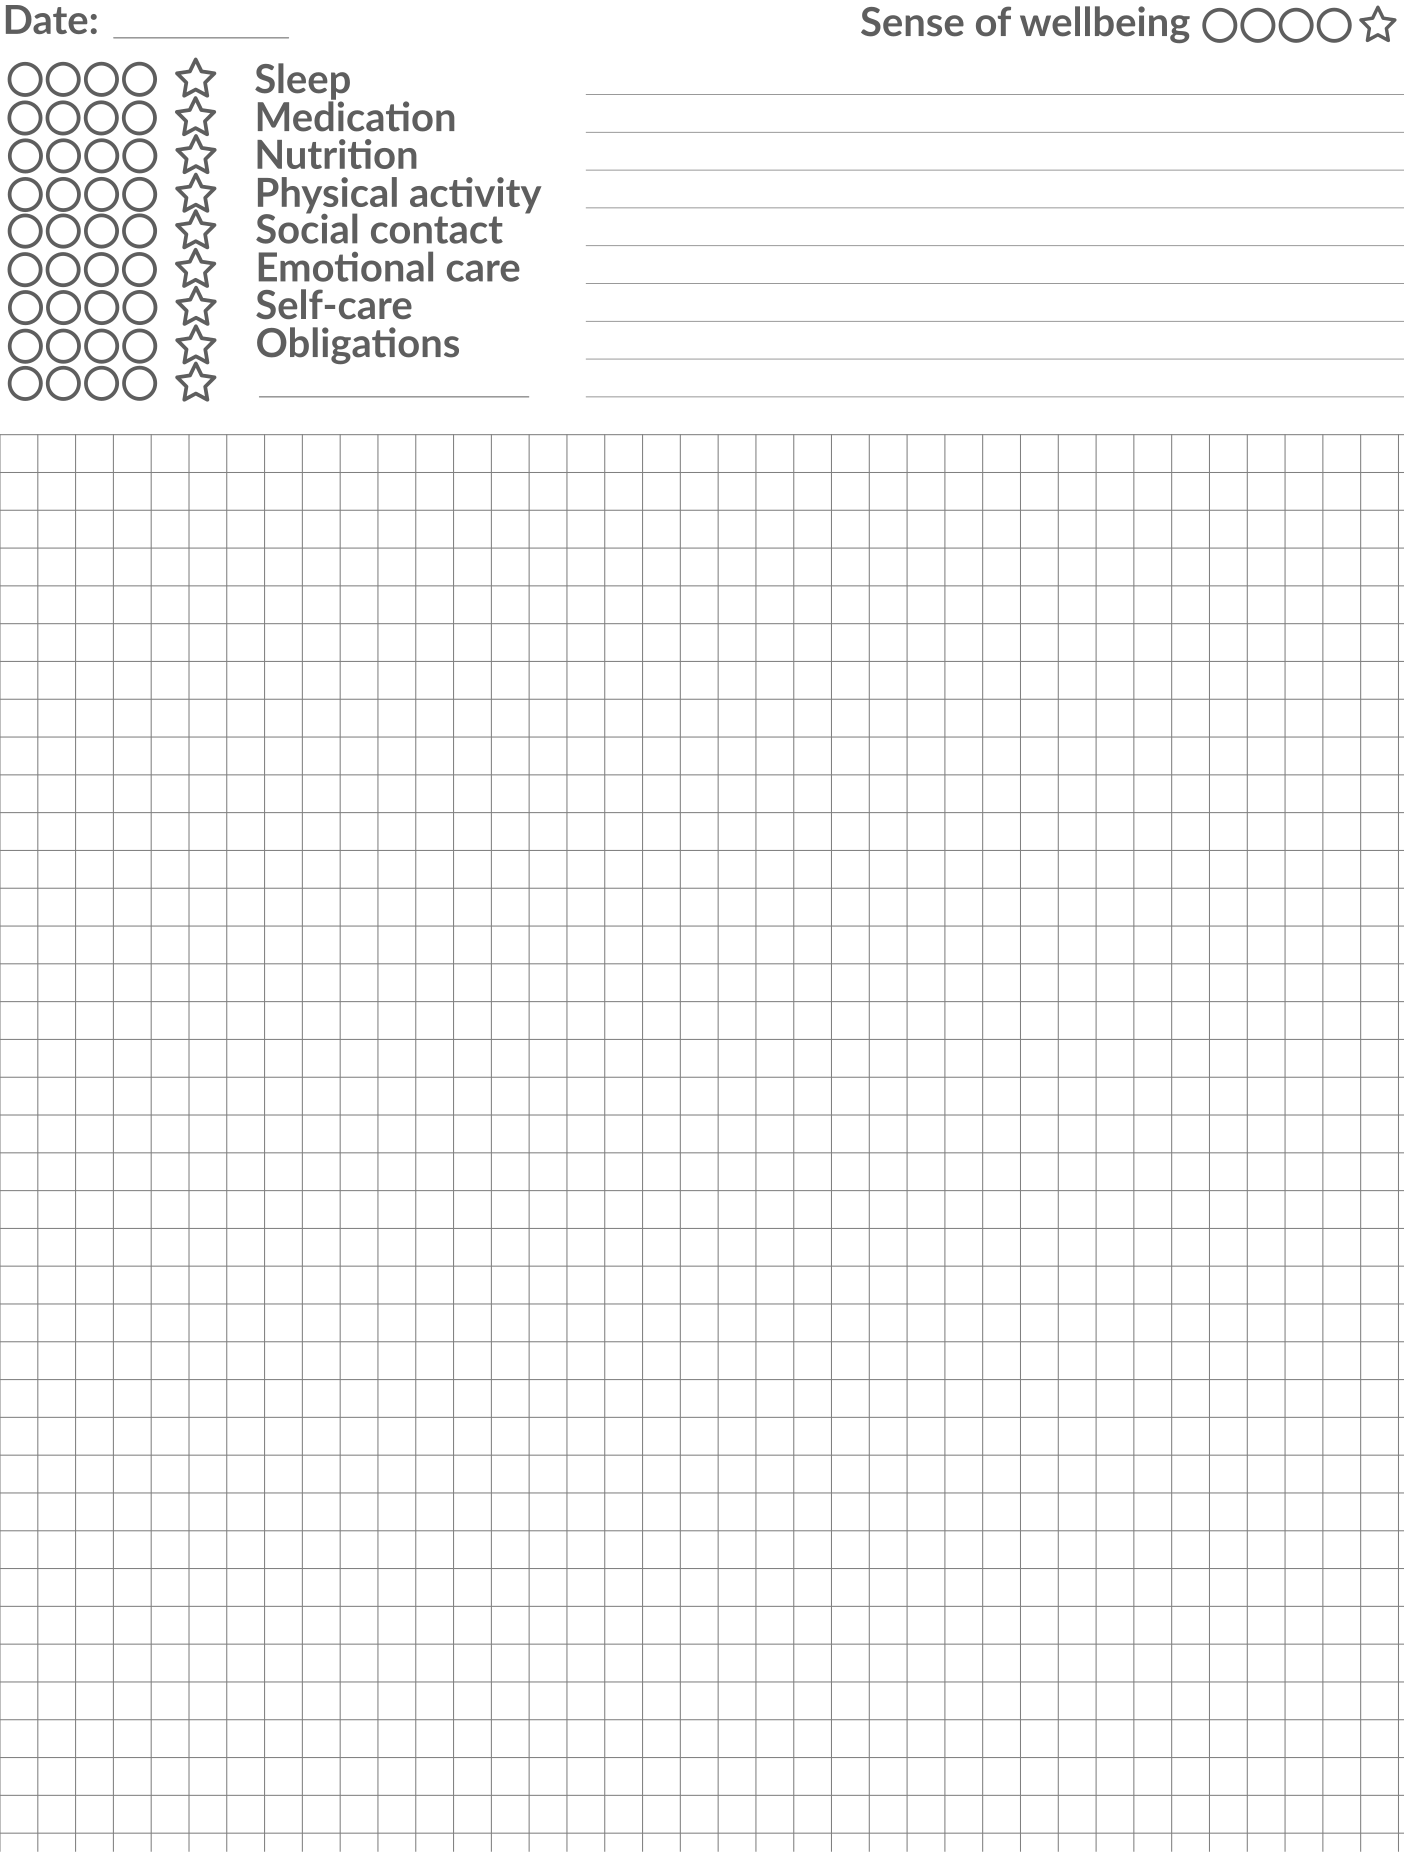 Date: Sense of wellbeing
Sleep
Medication
Nutrition
Physical activity
Social contact
Emotional care
Self-care
Obligations